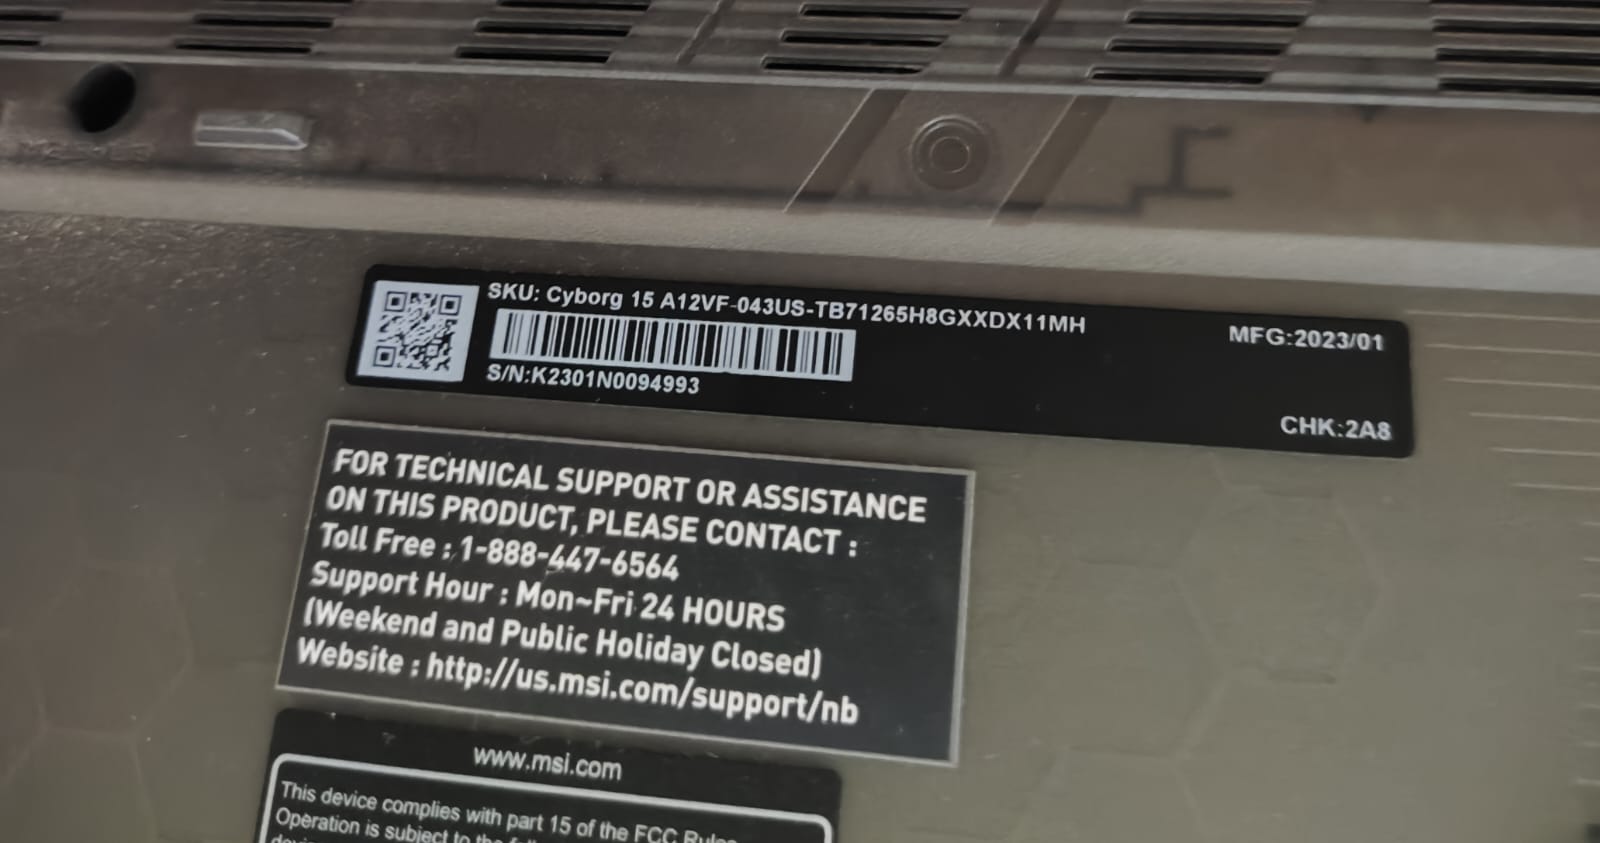 SKU: Cyborg 15 A12VF-043US-TB71265H8GXXDX11MH
MFG:2023/01
S/N:K2301N0094993
CHK:2A8
FOR TECHNICAL SUPPORT OR ASSISTANCE
ON THIS PRODUCT, PLEASE CONTACT :
Toll Free : 1-888-447-6564
Support Hour : Mon~Fri 24 HOURS
(Weekend and Public Holiday Closed)
Website : http://us.msi.com/support/nb
www.msi.com
This device complies with part 15 of the FCC Rules
Operation is subject to the